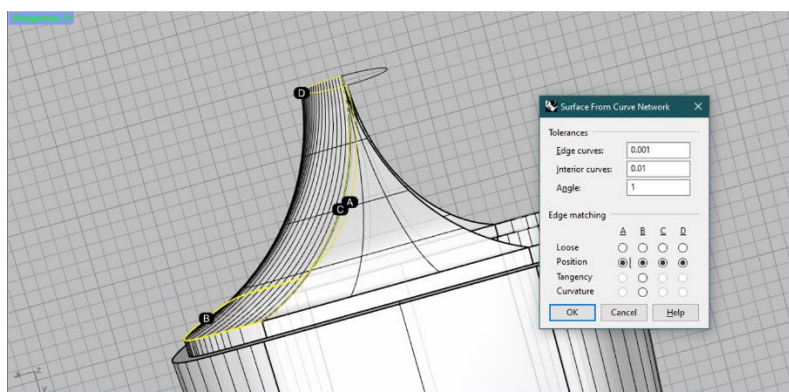 Perspective
D
A
C
B
x
z
y
Surface From Curve Network
Tolerances
Edge curves: 0.001
Interior curves: 0.01
Angle: 1
Edge matching
A B C D
Loose
Position
Tangency
Curvature
OK Cancel Help